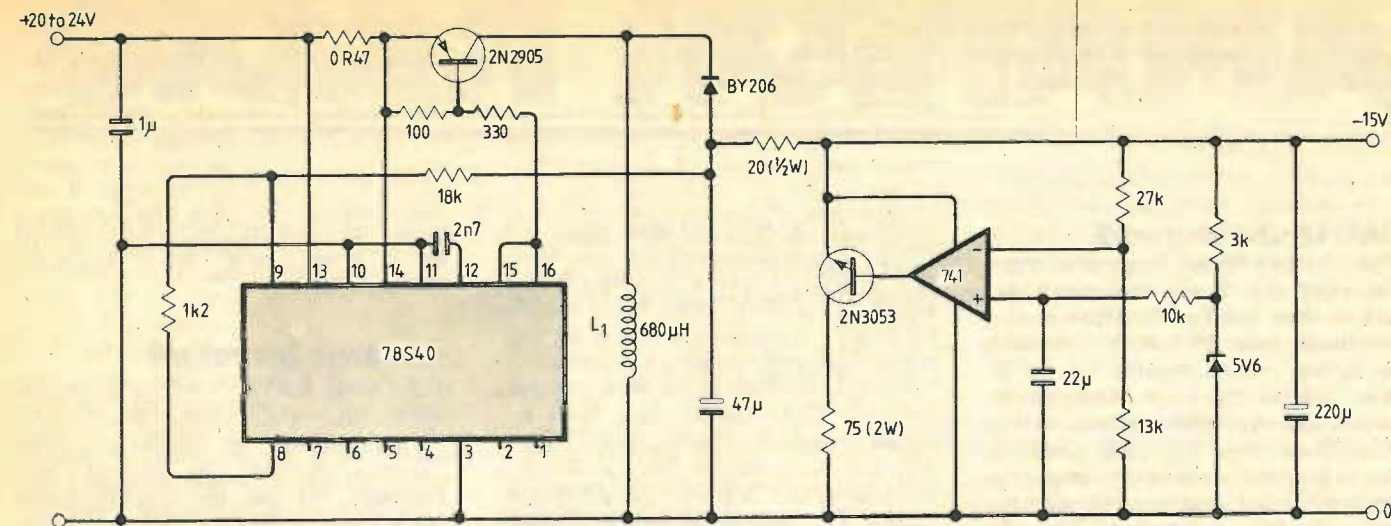 +20 to 24V
0R47
2N2905
BY206
-15V
1μ
100
330
20 (½W)
27k
18k
3k
2n7
9 13 10 14 11 12 15 16
1k2
741
-
+
2N3053
10k
L1
680μH
78S40
5V6
22μ
47μ
220μ
75 (2W)
13k
8 7 6 5 4 3 2 1
0